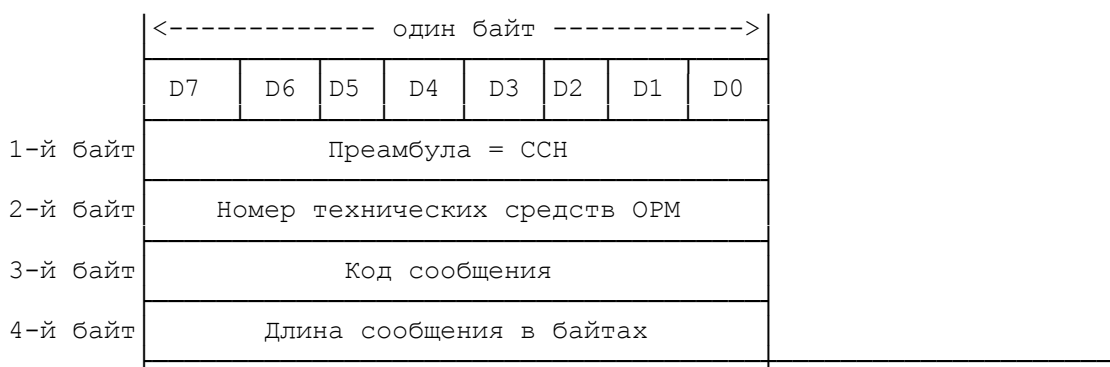 <------------- один байт ------------>
D7 D6 D5 D4 D3 D2 D1 D0
1-й байт Преамбула = CCH
2-й байт Номер технических средств ОРМ
3-й байт Код сообщения
4-й байт Длина сообщения в байтах